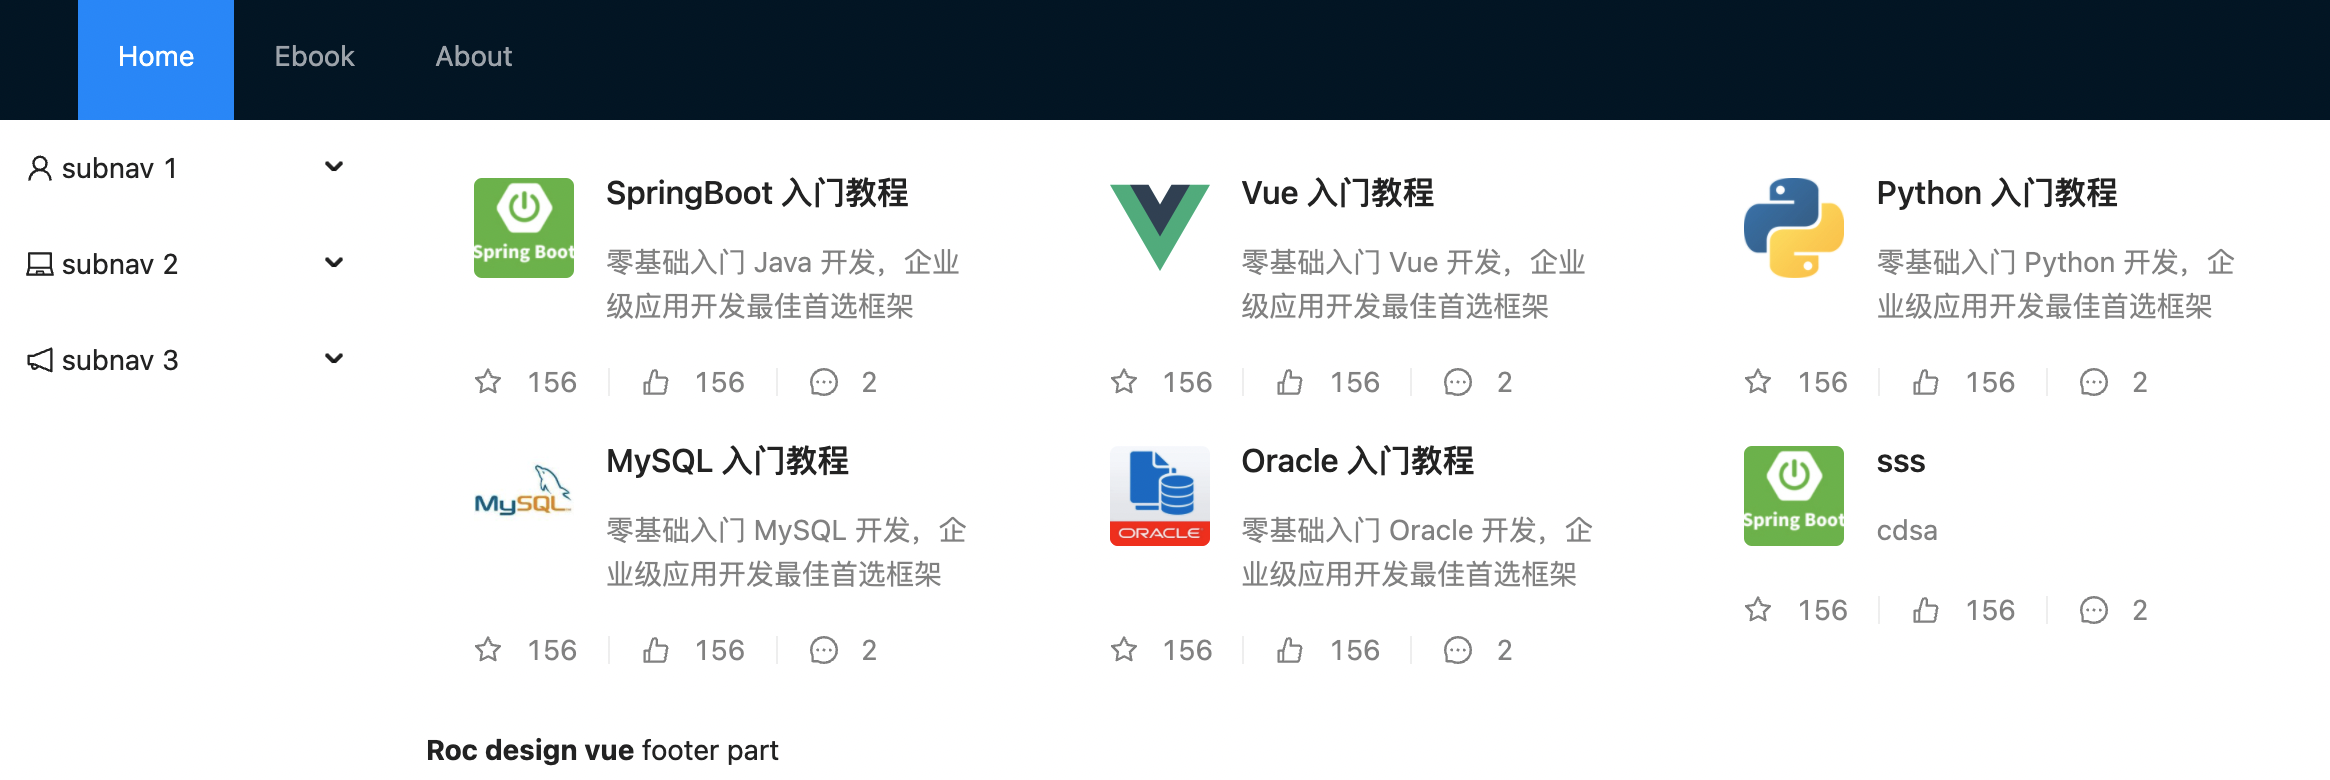 Home Ebook About
subnav 1
subnav 2
subnav 3
Spring Boot
SpringBoot 入门教程
零基础入门 Java 开发，企业
级应用开发最佳首选框架
156 156 2
Vue 入门教程
零基础入门 Vue 开发，企业
级应用开发最佳首选框架
156 156 2
Python 入门教程
零基础入门 Python 开发，企
业级应用开发最佳首选框架
156 156 2
MySQL
MySQL 入门教程
零基础入门 MySQL 开发，企
业级应用开发最佳首选框架
156 156 2
ORACLE
Oracle 入门教程
零基础入门 Oracle 开发，企
业级应用开发最佳首选框架
156 156 2
Spring Boot
sss
cdsa
156 156 2
Roc design vue footer part